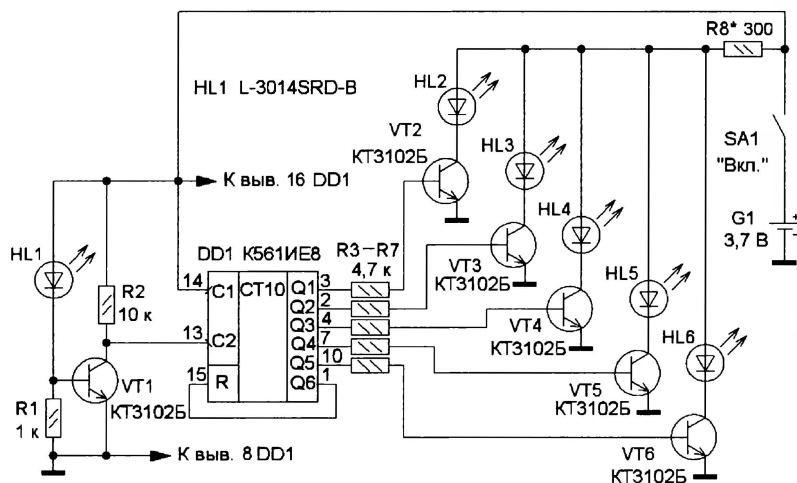 R8* 300
HL1 L-3014SRD-B
HL2
VT2
КТ3102Б
HL3
SA1
"Вкл."
К выв. 16 DD1
HL4
G1
3,7 В
+
HL1
DD1 К561ИЕ8
R3–R7
4,7 к
VT3
КТ3102Б
HL5
R2
10 к
14
C1
CT10
Q1
3
Q2
2
Q3
4
Q4
7
Q5
10
Q6
1
13
C2
15
R
VT4
КТ3102Б
HL6
VT1
КТ3102Б
R1
1 к
VT5
КТ3102Б
К выв. 8 DD1
VT6
КТ3102Б